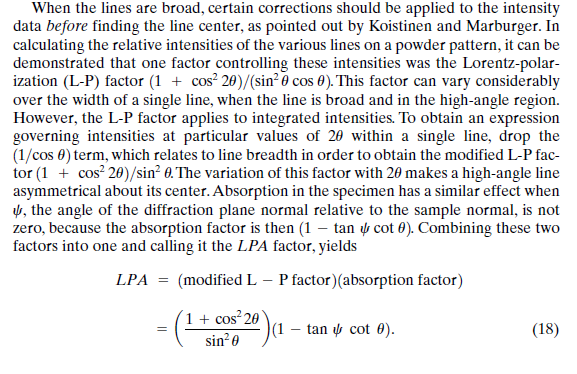 When the lines are broad, certain corrections should be applied to the intensity
data before finding the line center, as pointed out by Koistinen and Marburger. In
calculating the relative intensities of the various lines on a powder pattern, it can be
demonstrated that one factor controlling these intensities was the Lorentz-polar-
ization (L-P) factor (1 + cos² 2θ)/(sin² θ cos θ). This factor can vary considerably
over the width of a single line, when the line is broad and in the high-angle region.
However, the L-P factor applies to integrated intensities. To obtain an expression
governing intensities at particular values of 2θ within a single line, drop the
(1/cos θ) term, which relates to line breadth in order to obtain the modified L-P fac-
tor (1 + cos² 2θ)/sin² θ. The variation of this factor with 2θ makes a high-angle line
asymmetrical about its center. Absorption in the specimen has a similar effect when
ψ, the angle of the diffraction plane normal relative to the sample normal, is not
zero, because the absorption factor is then (1 − tan ψ cot θ). Combining these two
factors into one and calling it the LPA factor, yields
LPA = (modified L − P factor)(absorption factor)
= ((1 + cos² 2θ)/(sin² θ))(1 − tan ψ cot θ). (18)